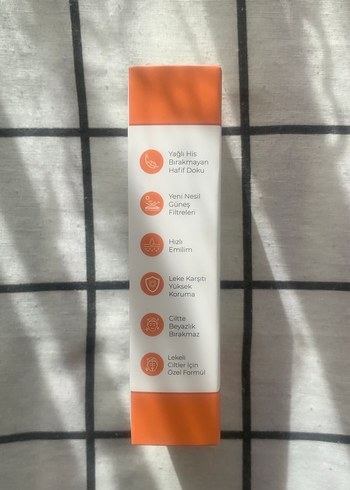 Yağlı His
Bırakmayan
Hafif Doku
Yeni Nesil
Güneş
Filtreleri
Hızlı
Emilim
Leke Karşıtı
Yüksek
Koruma
Ciltte
Beyazlık
Bırakmaz
Lekeli
Ciltler İçin
Özel Formül